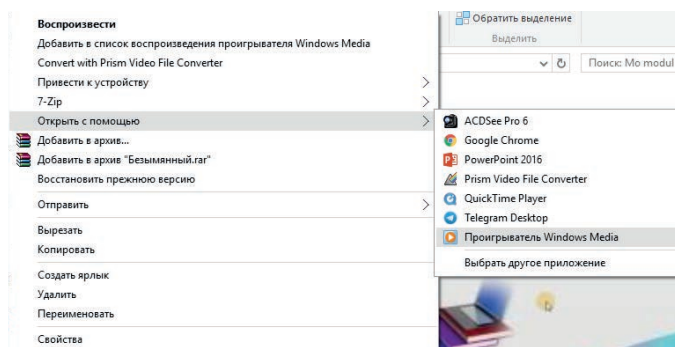 Воспроизвести
Добавить в список воспроизведения проигрывателя Windows Media
Convert with Prism Video File Converter
Привести к устройству
7-Zip
Открыть с помощью
Добавить в архив...
Добавить в архив "Безымянный.rar"
Восстановить прежнюю версию
Отправить
Вырезать
Копировать
Создать ярлык
Удалить
Переименовать
Свойства
Обратить выделение
Выделить
Поиск: Mo modul
ACDSee Pro 6
Google Chrome
PowerPoint 2016
Prism Video File Converter
QuickTime Player
Telegram Desktop
Проигрыватель Windows Media
Выбрать другое приложение